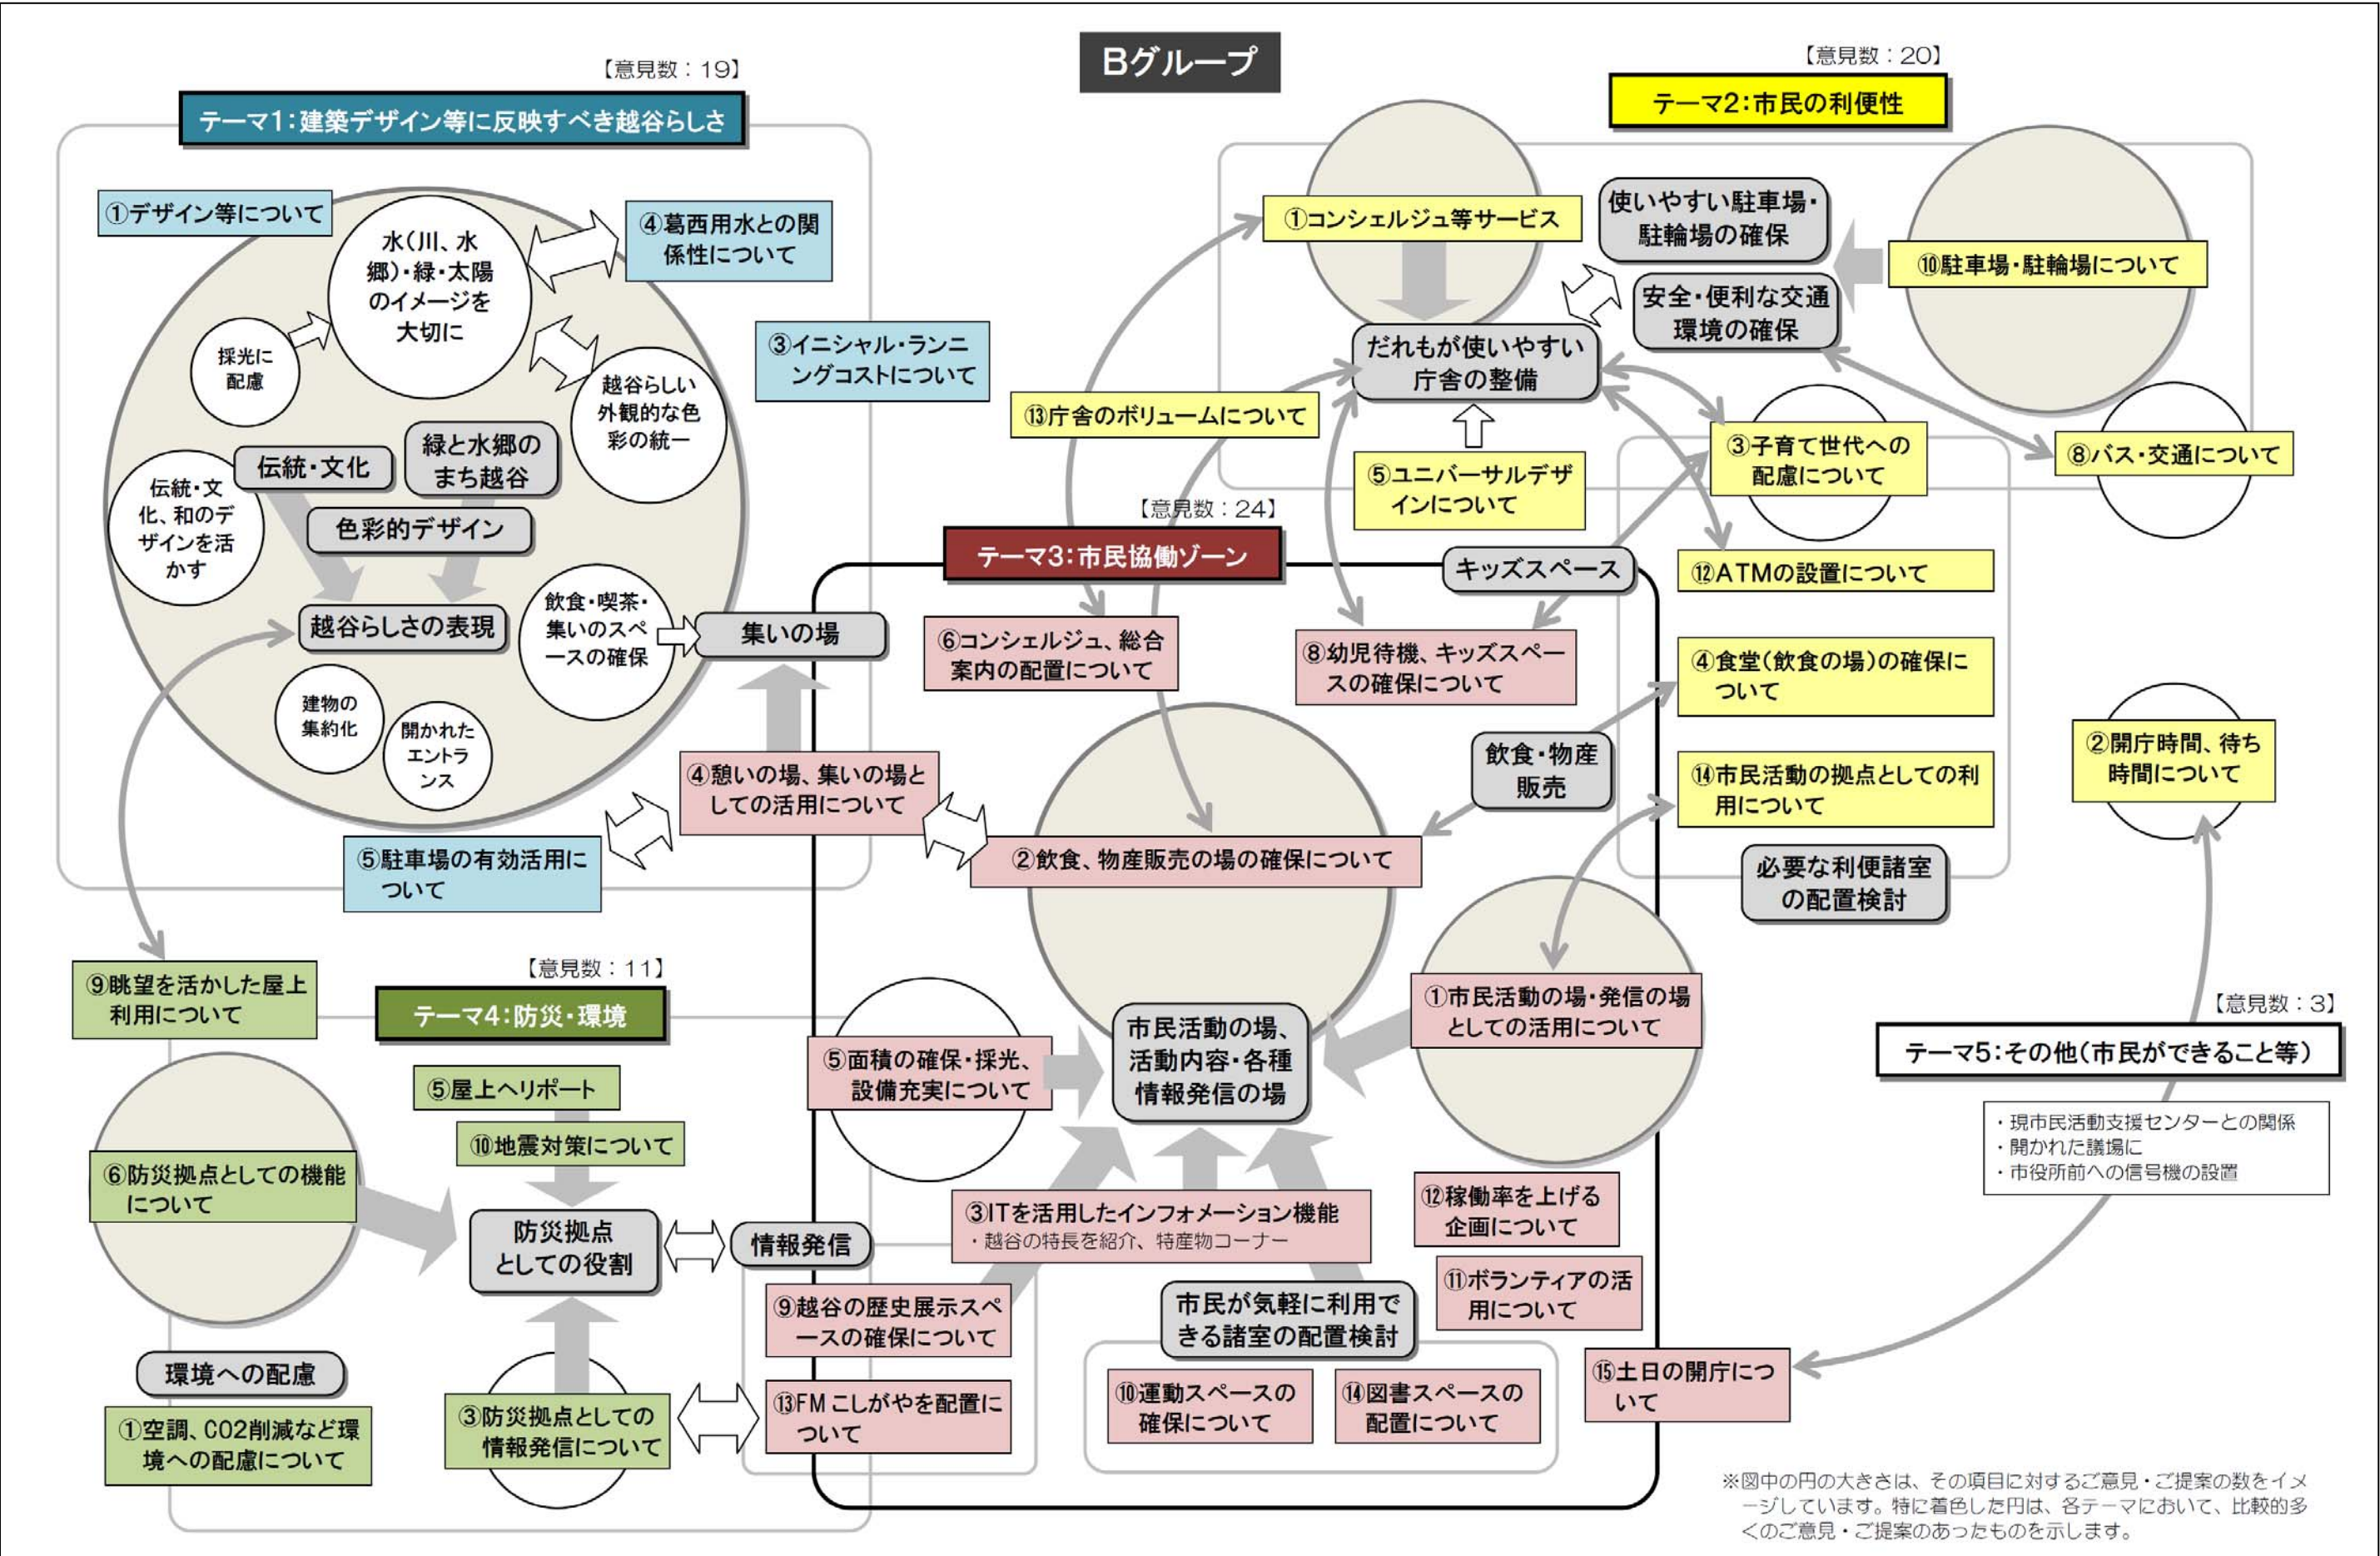 Bグループ
【意見数：19】
テーマ1：建築デザイン等に反映すべき越谷らしさ
①デザイン等について
水（川、水
郷）・緑・太陽
のイメージを
大切に
④葛西用水との関
係性について
採光に
配慮
③イニシャル・ランニ
ングコストについて
越谷らしい
外観的な色
彩の統一
伝統・文化
緑と水郷の
まち越谷
伝統・文
化、和のデ
ザインを活
かす
色彩的デザイン
越谷らしさの表現
飲食・喫茶・
集いのスペ
ースの確保
集いの場
建物の
集約化
開かれた
エントラ
ンス
⑤駐車場の有効活用に
ついて
【意見数：20】
テーマ2：市民の利便性
①コンシェルジュ等サービス
使いやすい駐車場・
駐輪場の確保
⑩駐車場・駐輪場について
安全・便利な交通
環境の確保
だれもが使いやすい
庁舎の整備
⑬庁舎のボリュームについて
⑤ユニバーサルデザ
インについて
③子育て世代への
配慮について
⑧バス・交通について
⑫ATMの設置について
④食堂（飲食の場）の確保に
ついて
⑭市民活動の拠点としての利
用について
必要な利便諸室
の配置検討
②開庁時間、待ち
時間について
【意見数：24】
テーマ3：市民協働ゾーン
キッズスペース
⑥コンシェルジュ、総合
案内の配置について
⑧幼児待機、キッズスペー
スの確保について
飲食・物産
販売
④憩いの場、集いの場と
しての活用について
②飲食、物産販売の場の確保について
①市民活動の場・発信の場
としての活用について
⑤面積の確保・採光、
設備充実について
市民活動の場、
活動内容・各種
情報発信の場
③ITを活用したインフォメーション機能
・越谷の特長を紹介、特産物コーナー
⑫稼働率を上げる
企画について
⑪ボランティアの活
用について
⑨越谷の歴史展示スペ
ースの確保について
市民が気軽に利用で
きる諸室の配置検討
⑬FMこしがやを配置に
ついて
⑩運動スペースの
確保について
⑭図書スペースの
配置について
⑮土日の開庁につ
いて
【意見数：11】
テーマ4：防災・環境
⑨眺望を活かした屋上
利用について
⑤屋上ヘリポート
⑩地震対策について
⑥防災拠点としての機能
について
防災拠点
としての役割
情報発信
環境への配慮
①空調、CO2削減など環
境への配慮について
③防災拠点としての
情報発信について
【意見数：3】
テーマ5：その他（市民ができること等）
・現市民活動支援センターとの関係
・開かれた議場に
・市役所前への信号機の設置
※図中の円の大きさは、その項目に対するご意見・ご提案の数をイメ
ージしています。特に着色した円は、各テーマにおいて、比較的多
くのご意見・ご提案のあったものを示します。